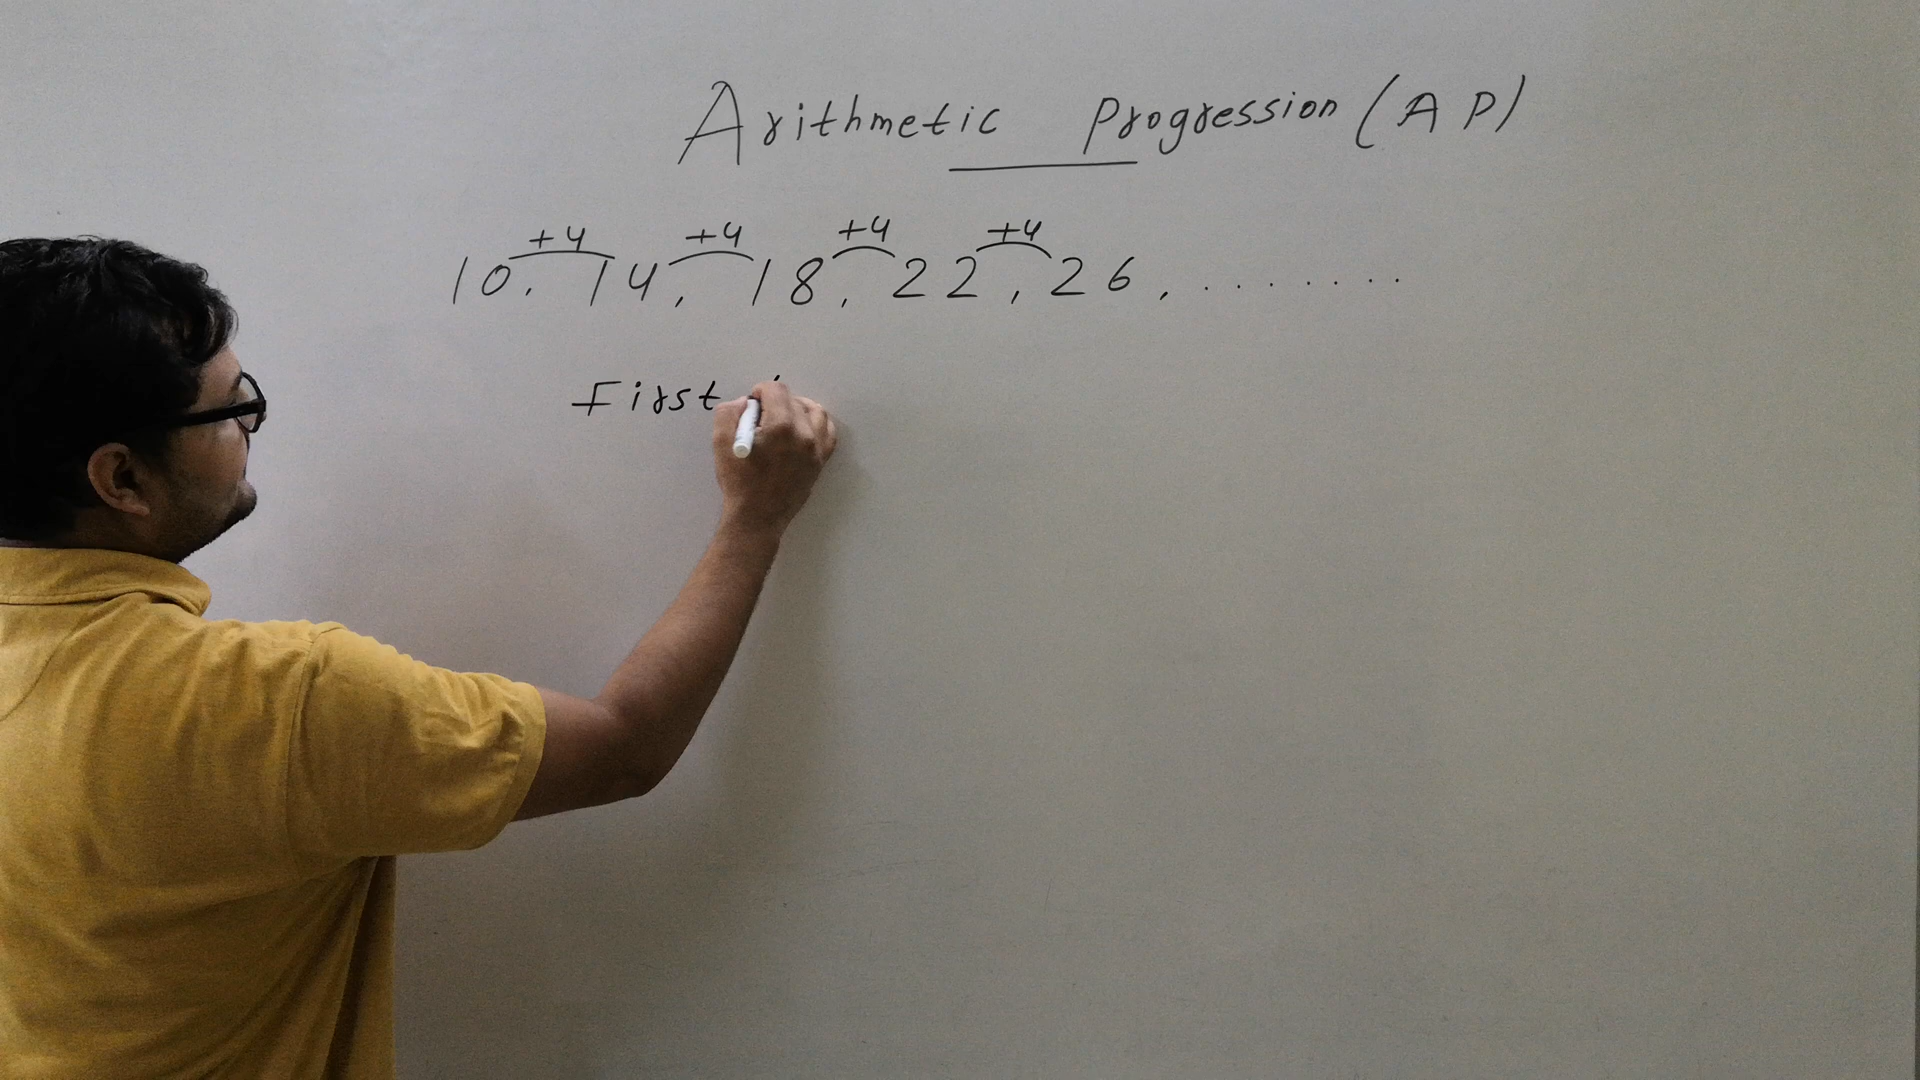 Arithmetic Progression (AP)
+4 +4 +4 +4
10, 14, 18, 22, 26, ........
First